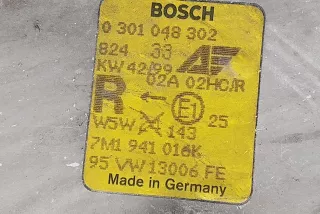 BOSCH
0 301 048 302
824 33
KW 42/99
02A 02HC/R
R ← E1 25
W5W 143
7M1 941 016K
95 VW 13006 FE
Made in Germany